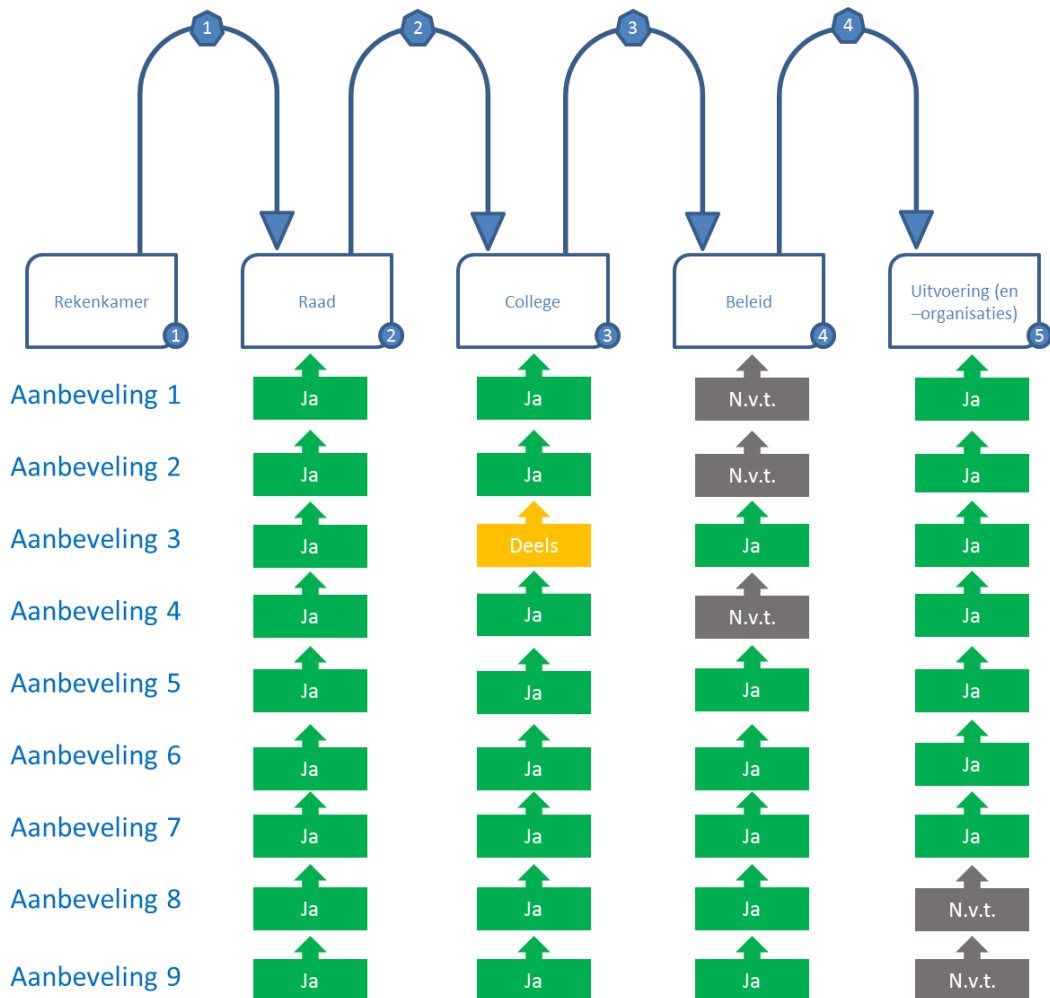 1
2
3
4
Rekenkamer
1
Raad
2
College
3
Beleid
4
Uitvoering (en
–organisaties)
5
Aanbeveling 1
Ja
Ja
N.v.t.
Ja
Aanbeveling 2
Ja
Ja
N.v.t.
Ja
Aanbeveling 3
Ja
Deels
Ja
Ja
Aanbeveling 4
Ja
Ja
N.v.t.
Ja
Aanbeveling 5
Ja
Ja
Ja
Ja
Aanbeveling 6
Ja
Ja
Ja
Ja
Aanbeveling 7
Ja
Ja
Ja
Ja
Aanbeveling 8
Ja
Ja
Ja
N.v.t.
Aanbeveling 9
Ja
Ja
Ja
N.v.t.